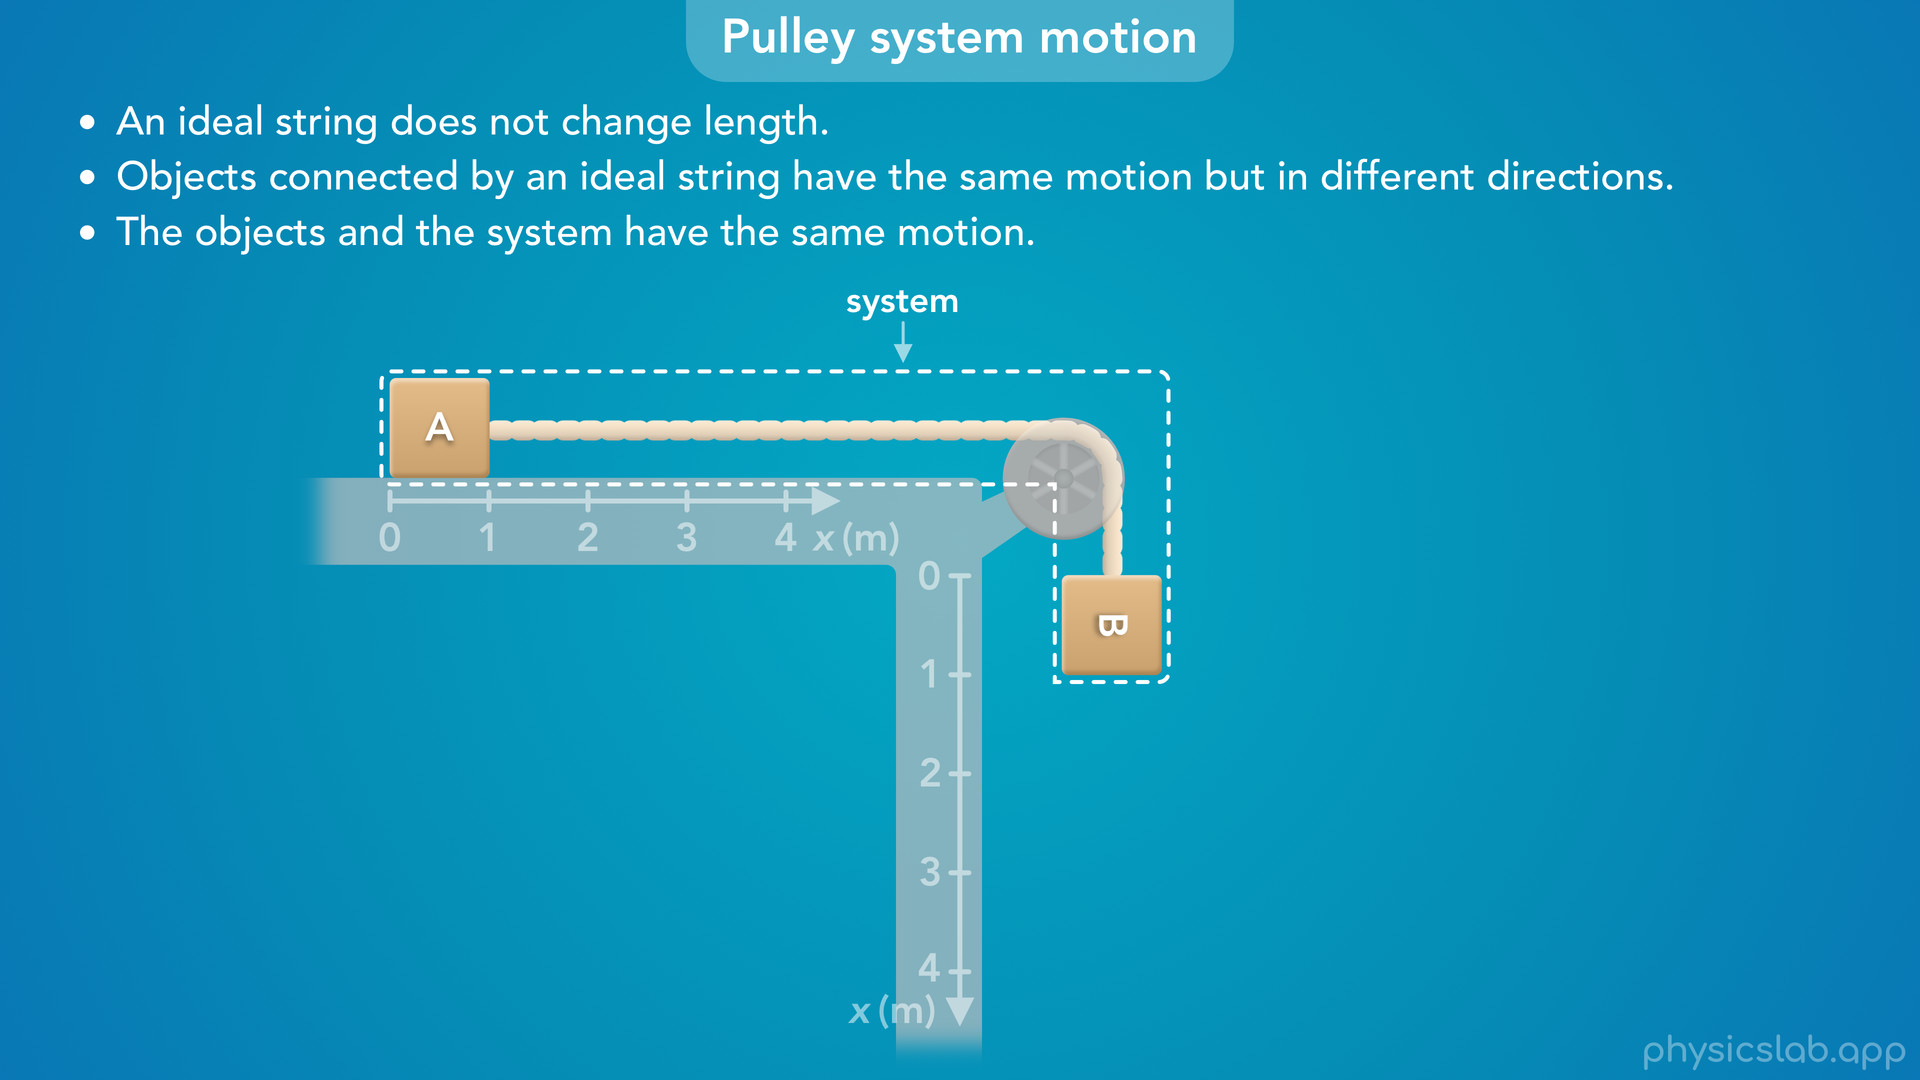 Pulley system motion
• An ideal string does not change length.
• Objects connected by an ideal string have the same motion but in different directions.
• The objects and the system have the same motion.
system
A
0 1 2 3 4 x (m)
B
0
1
2
3
4
x (m)
physicslab.app